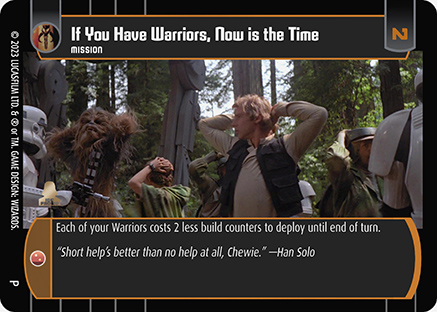 If You Have Warriors, Now is the Time
MISSION
N
Each of your Warriors costs 2 less build counters to deploy until end of turn.
“Short help’s better than no help at all, Chewie.” —Han Solo
© 2023 LUCASFILM LTD. & ® or TM. GAME DESIGN: WIZARDS.
P